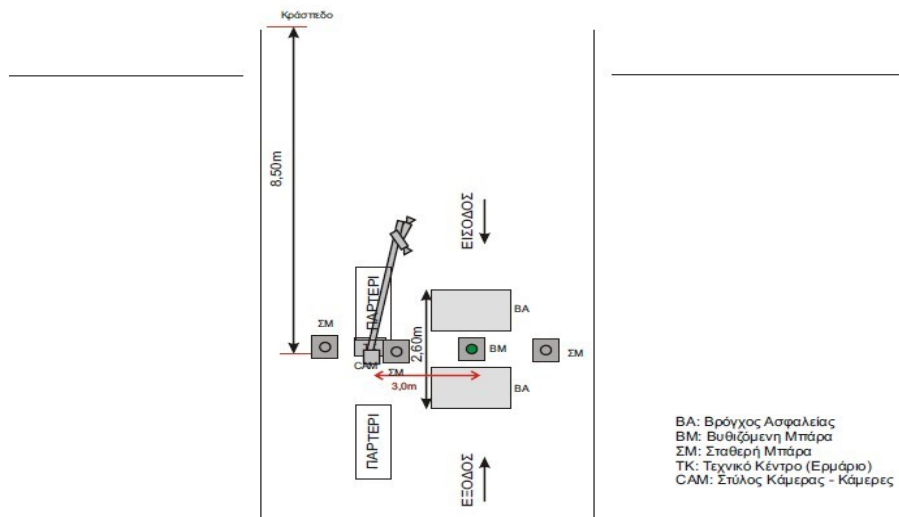 Κράσπεδο
8,50m
ΕΙΣΟΔΟΣ
ΠΑΡΤΕΡΙ
ΒΑ
ΣΜ
2,60m
ΒΜ
ΣΜ
CAM
ΣΜ
3,0m
ΒΑ
ΠΑΡΤΕΡΙ
ΕΞΟΔΟΣ
ΒΑ: Βρόγχος Ασφαλείας
ΒΜ: Βυθιζόμενη Μπάρα
ΣΜ: Σταθερή Μπάρα
ΤΚ: Τεχνικό Κέντρο (Ερμάριο)
CAM: Στύλος Κάμερας - Κάμερες